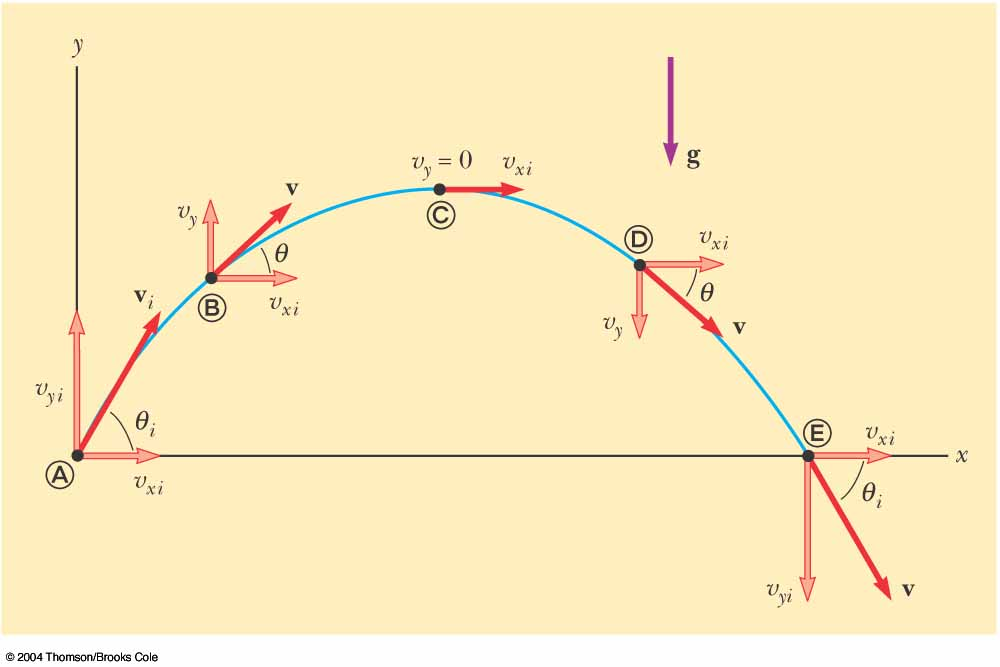 y
v_y = 0
v_xi
g
v
v_y
θ
C
D
v_xi
B
v_xi
θ
v_i
v_y
v
v_yi
θ_i
E
v_xi
x
A
v_xi
θ_i
v_yi
v
© 2004 Thomson/Brooks Cole